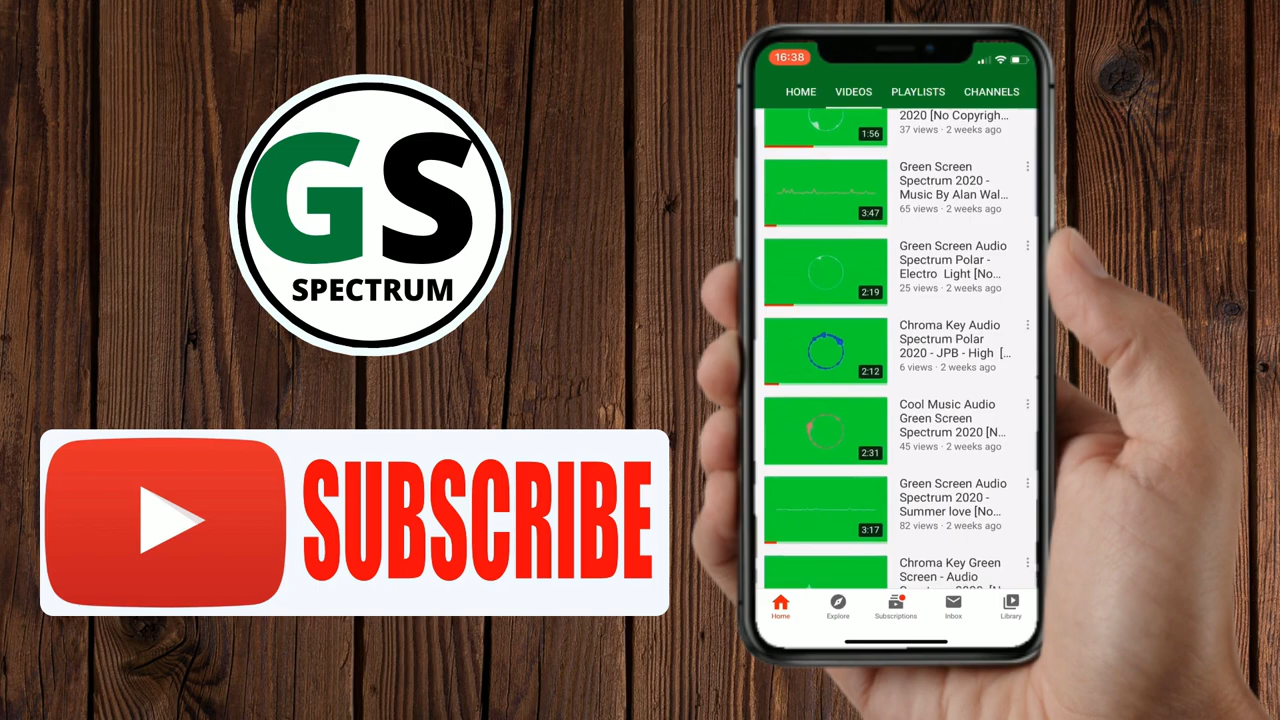 GS
SPECTRUM
SUBSCRIBE
16:38
HOME VIDEOS PLAYLISTS CHANNELS
2020 [No Copyrigh...
37 views · 2 weeks ago
1:56
Green Screen
Spectrum 2020 -
Music By Alan Wal...
65 views · 2 weeks ago
3:47
Green Screen Audio
Spectrum Polar -
Electro Light [No...
25 views · 2 weeks ago
2:19
Chroma Key Audio
Spectrum Polar
2020 - JPB - High [...
6 views · 2 weeks ago
2:12
Cool Music Audio
Green Screen
Spectrum 2020 [N...
45 views · 2 weeks ago
2:31
Green Screen Audio
Spectrum 2020 -
Summer love [No...
82 views · 2 weeks ago
3:17
Chroma Key Green
Screen - Audio
Home Explore Subscriptions Inbox Library